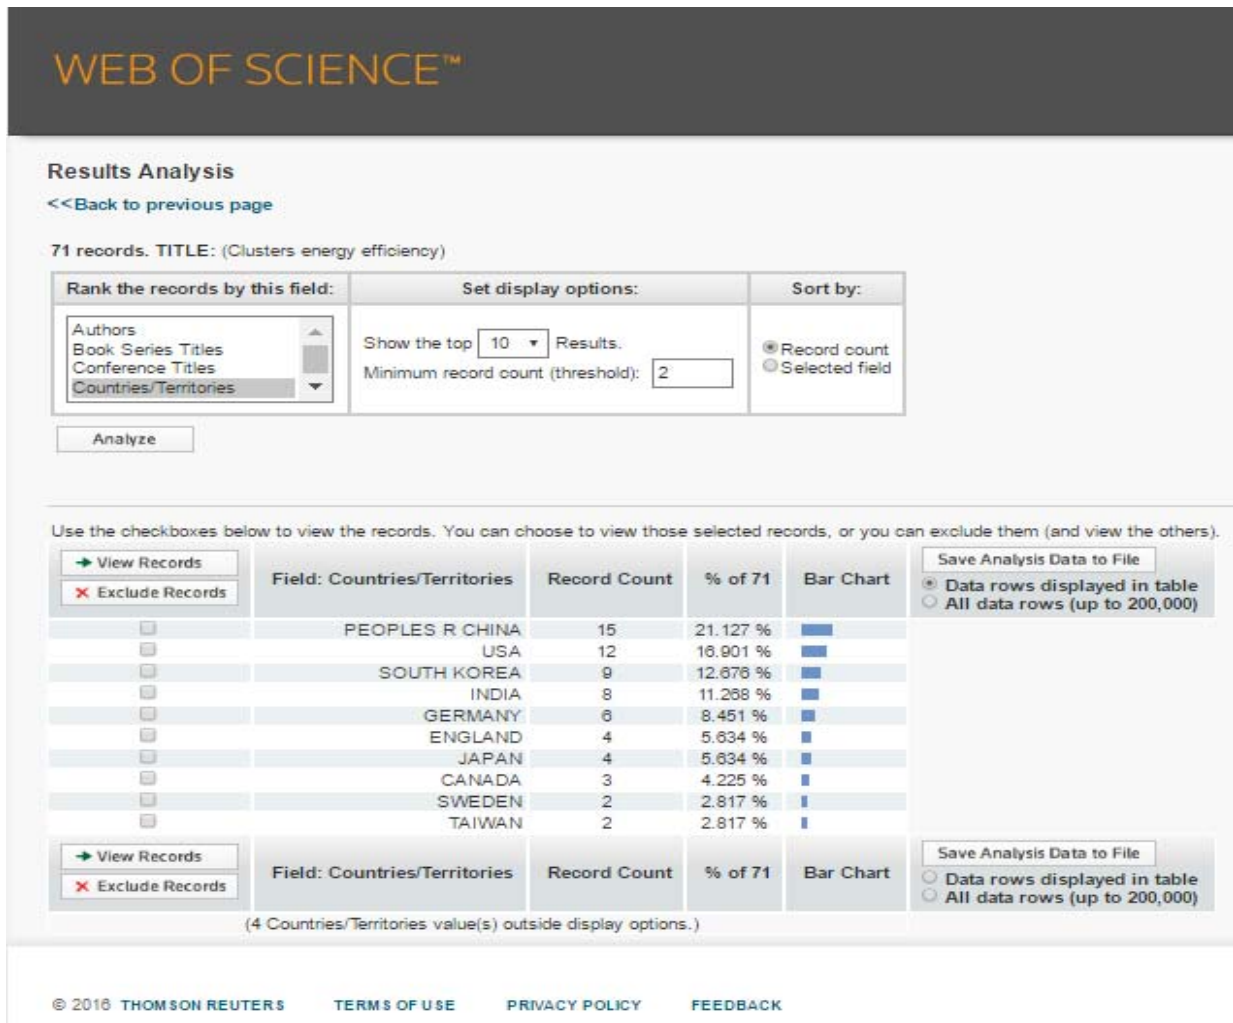 WEB OF SCIENCE™
Results Analysis
<<Back to previous page
71 records. TITLE: (Clusters energy efficiency)
Rank the records by this field: Set display options: Sort by:
Authors
Book Series Titles
Conference Titles
Countries/Territories
Show the top 10 Results.
Minimum record count (threshold): 2
Record count
Selected field
Analyze
Use the checkboxes below to view the records. You can choose to view those selected records, or you can exclude them (and view the others).
View Records
Exclude Records
Field: Countries/Territories Record Count % of 71 Bar Chart
Save Analysis Data to File
Data rows displayed in table
All data rows (up to 200,000)
PEOPLES R CHINA 15 21.127 %
USA 12 16.901 %
SOUTH KOREA 9 12.676 %
INDIA 8 11.268 %
GERMANY 6 8.451 %
ENGLAND 4 5.634 %
JAPAN 4 5.634 %
CANADA 3 4.225 %
SWEDEN 2 2.817 %
TAIWAN 2 2.817 %
View Records
Exclude Records
Field: Countries/Territories Record Count % of 71 Bar Chart
Save Analysis Data to File
Data rows displayed in table
All data rows (up to 200,000)
(4 Countries/Territories value(s) outside display options.)
© 2016 THOMSON REUTERS TERMS OF USE PRIVACY POLICY FEEDBACK